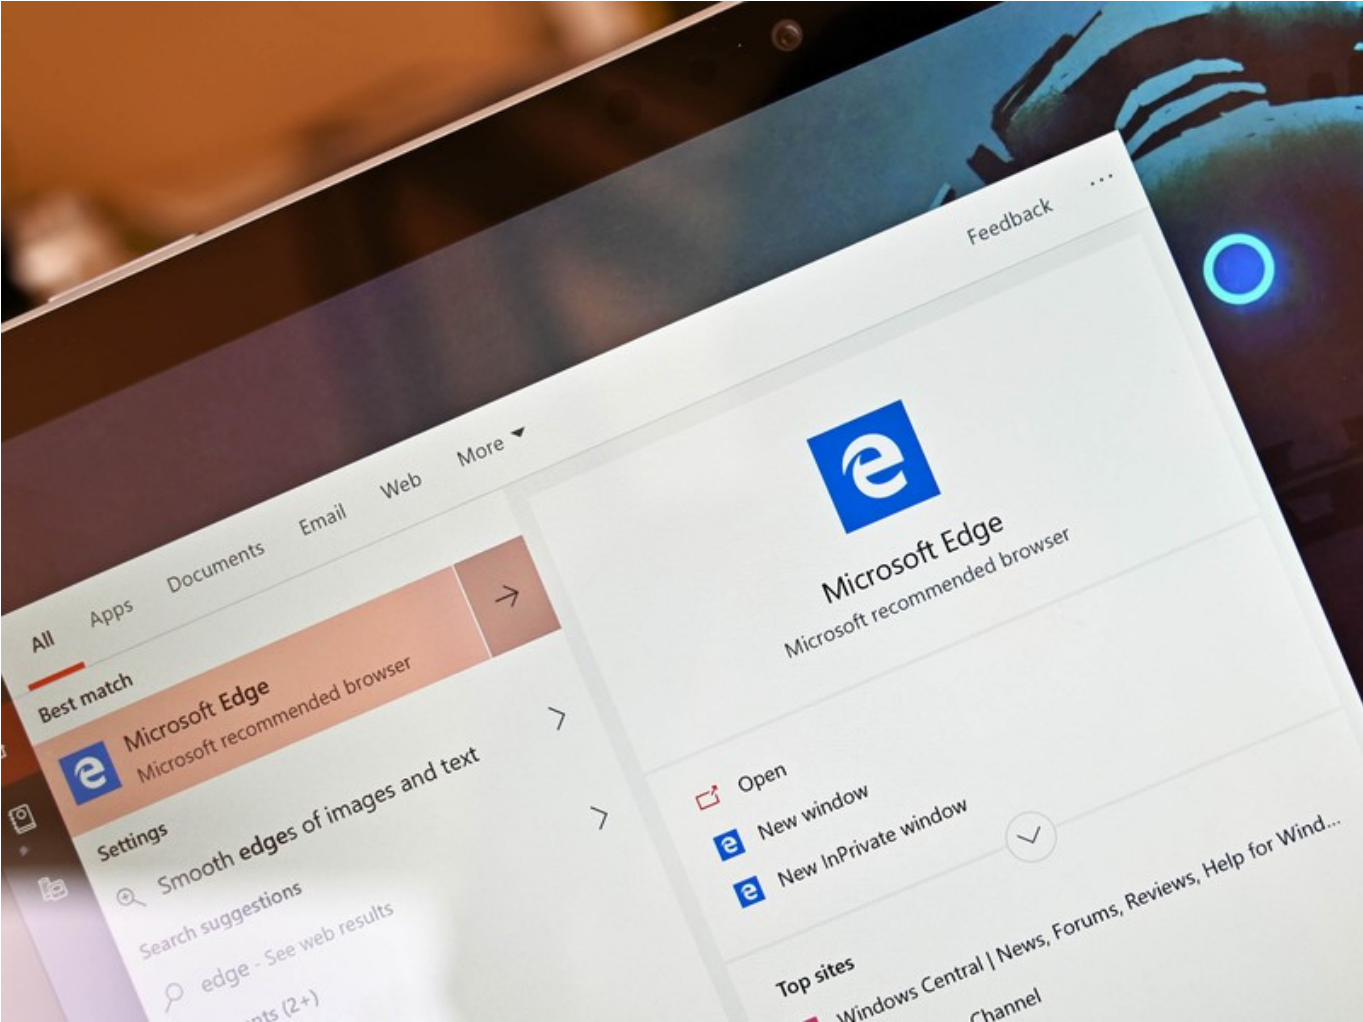 Feedback ...
All Apps Documents Email Web More
Best match
Microsoft Edge
Microsoft recommended browser
Settings
Smooth edges of images and text
Search suggestions
edge - See web results
(2+)
Microsoft Edge
Microsoft recommended browser
Open
New window
New InPrivate window
Top sites
Windows Central | News, Forums, Reviews, Help for Wind...
Channel